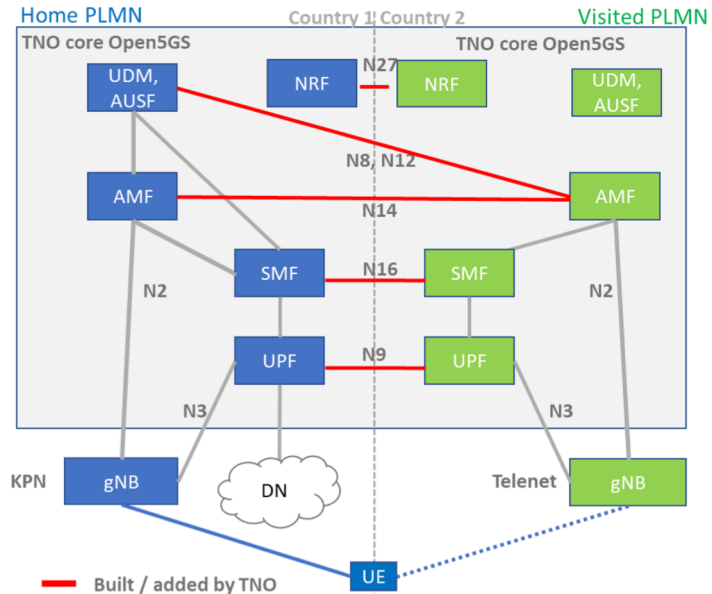 Home PLMN
Country 1 Country 2
Visited PLMN
TNO core Open5GS
TNO core Open5GS
UDM,
AUSF
NRF
N27
NRF
UDM,
AUSF
N8, N12
AMF
N14
AMF
N2
SMF
N16
SMF
N2
UPF
N9
UPF
N3
N3
KPN
gNB
DN
Telenet
gNB
UE
Built / added by TNO